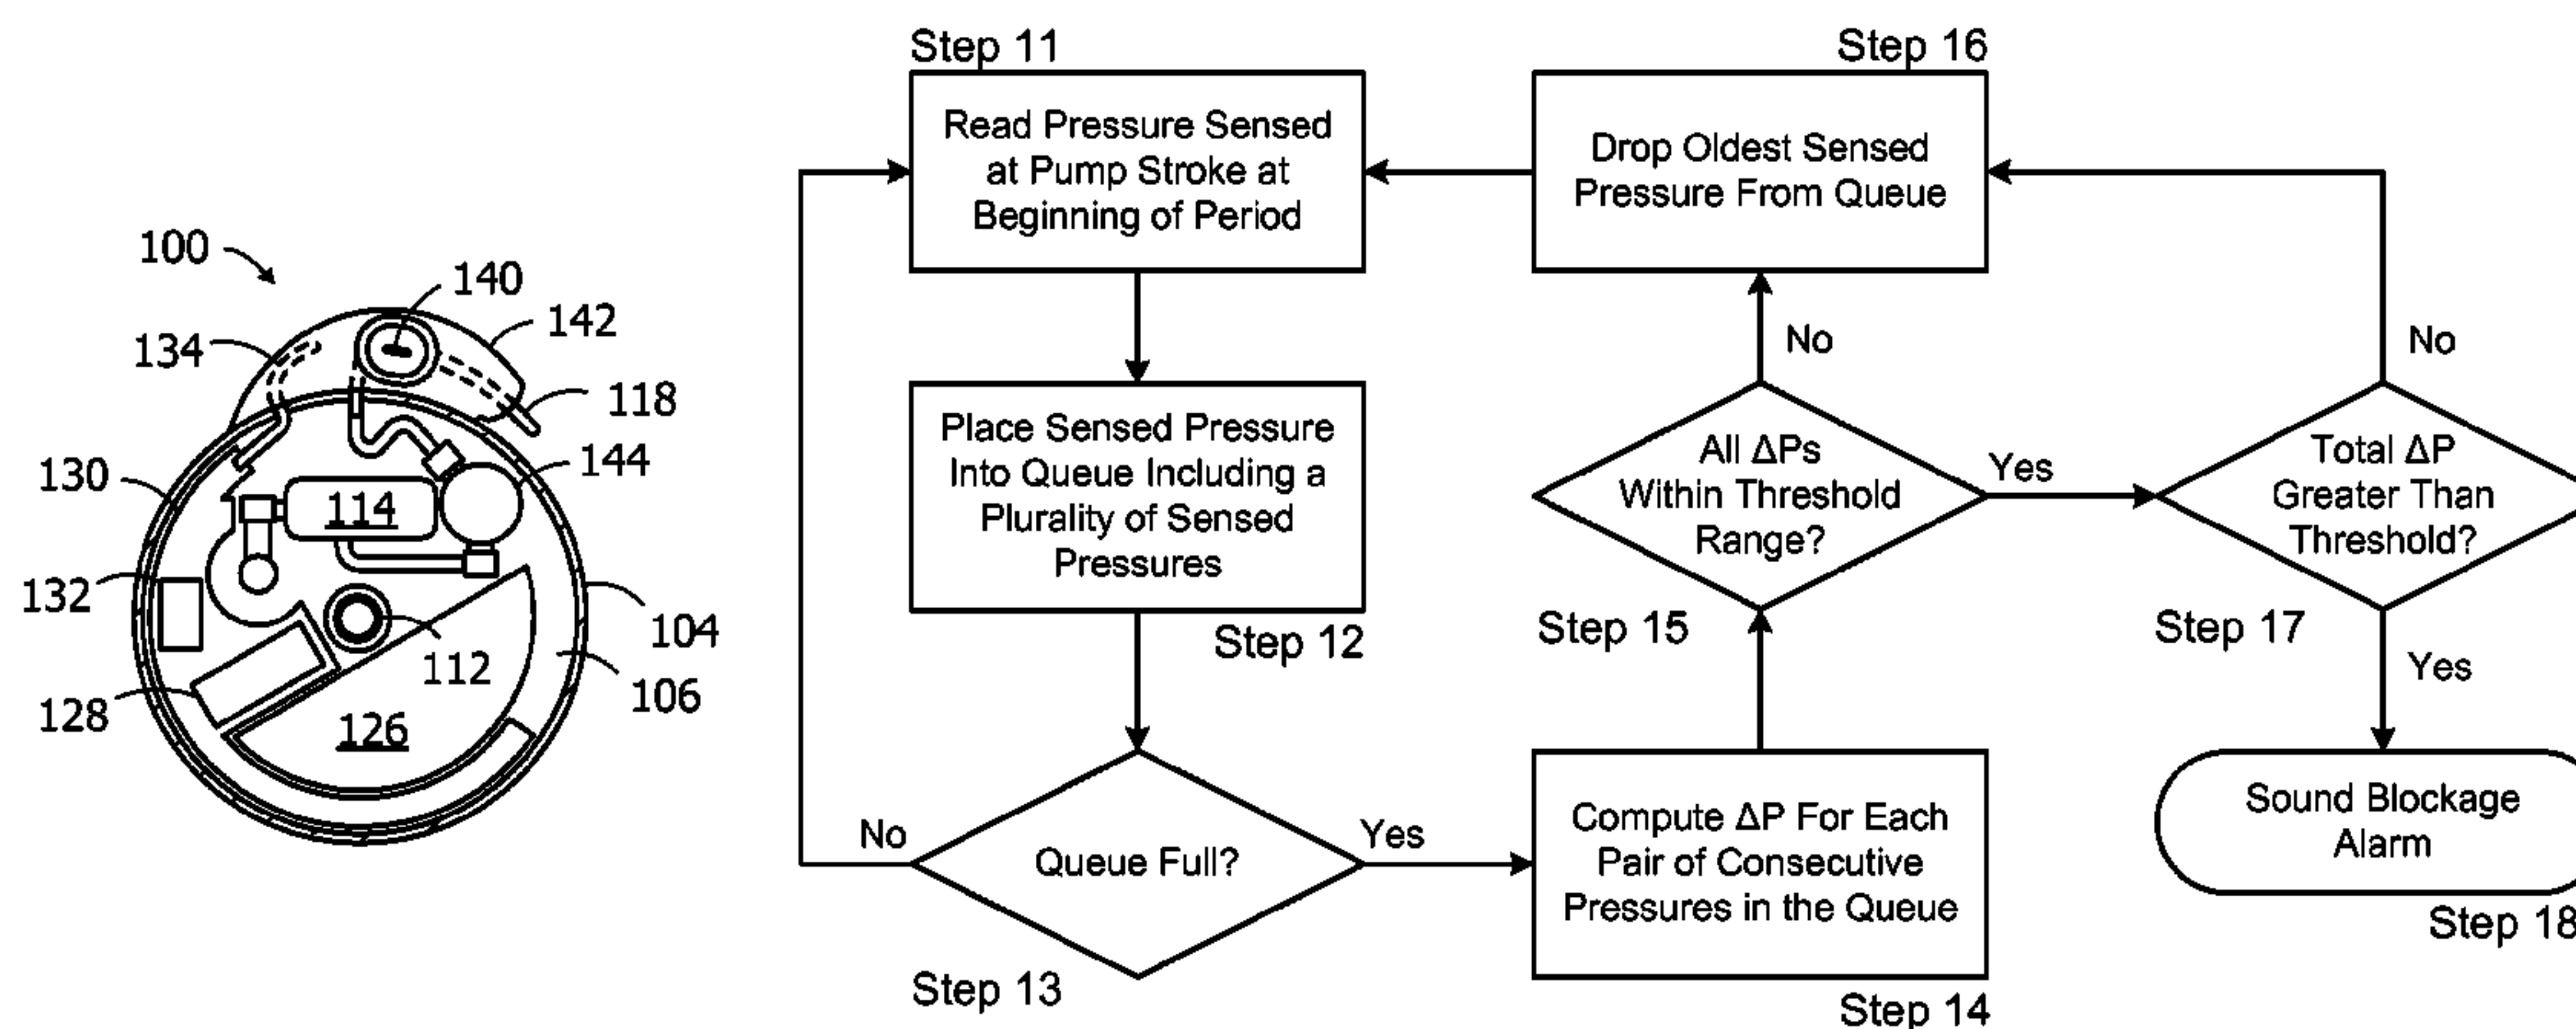 100
140
142
134
118
144
130
114
132
104
112
106
128
126
Step 11
Read Pressure Sensed
at Pump Stroke at
Beginning of Period
Place Sensed Pressure
Into Queue Including a
Plurality of Sensed
Pressures
Step 12
Queue Full?
No
Yes
Step 13
Compute ΔP For Each
Pair of Consecutive
Pressures in the Queue
Step 14
All ΔPs
Within Threshold
Range?
No
Yes
Step 15
Step 16
Drop Oldest Sensed
Pressure From Queue
Total ΔP
Greater Than
Threshold?
No
Yes
Step 17
Sound Blockage
Alarm
Step 18